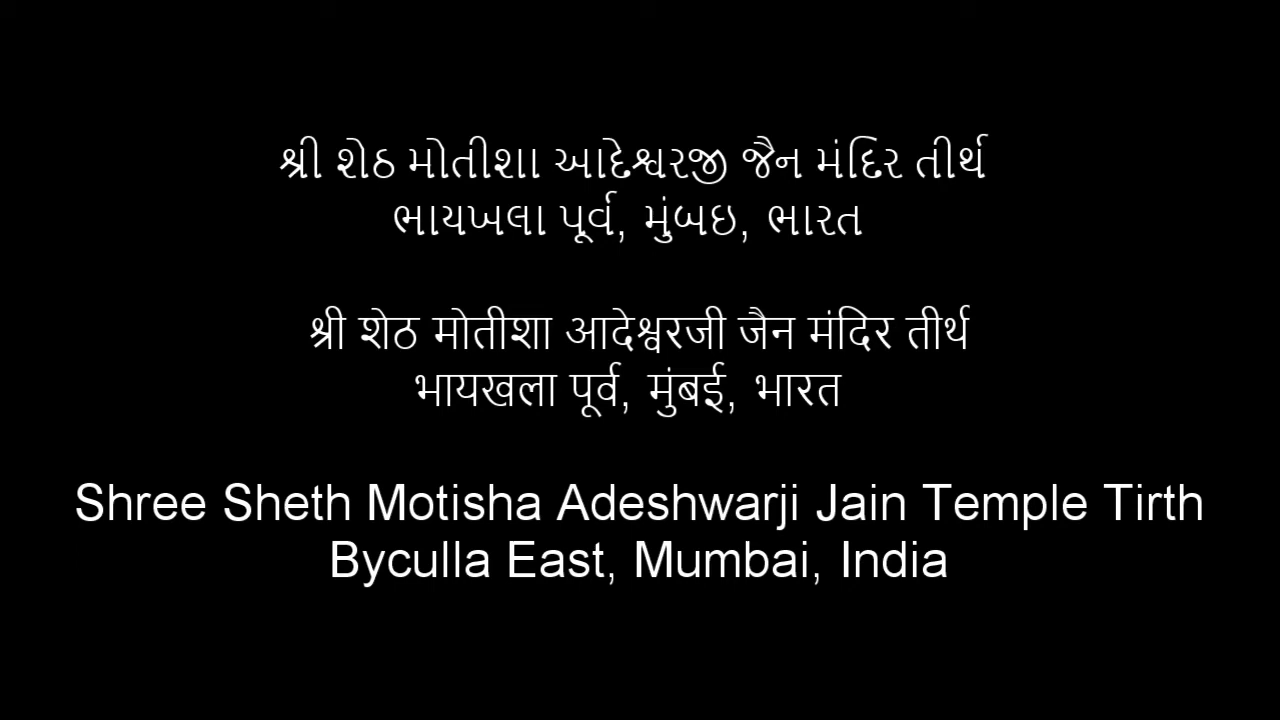 શ્રી શેઠ મોતીશા આદેશ્વરજી જૈન મંદિર તીર્થ
ભાયખલા પૂર્વ, મુંબઇ, ભારત
श्री शेठ मोतीशा आदेश्वरजी जैन मंदिर तीर्थ
भायखला पूर्व, मुंबई, भारत
Shree Sheth Motisha Adeshwarji Jain Temple Tirth
Byculla East, Mumbai, India